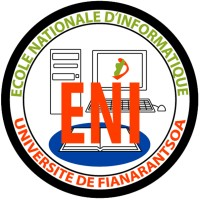 ECOLE NATIONALE D'INFORMATIQUE
ENI
UNIVERSITE DE FIANARANTSOA